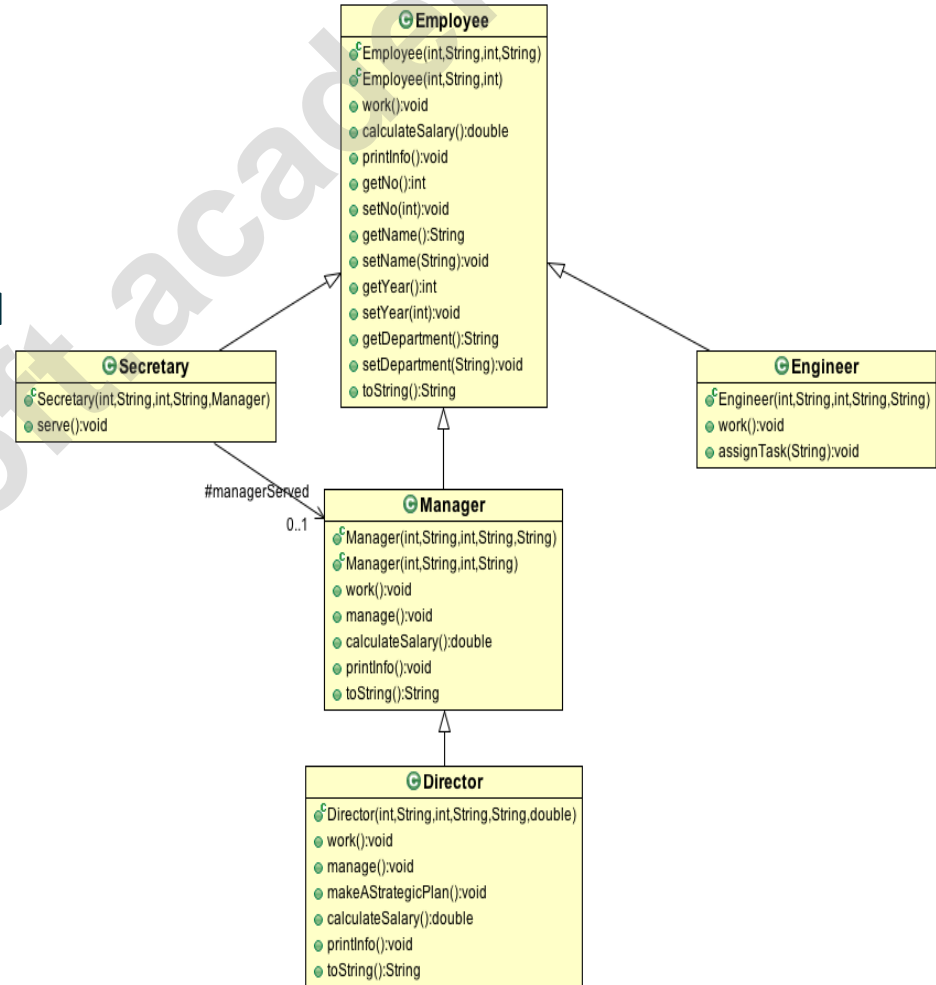 Employee
Employee(int,String,int,String)
Employee(int,String,int)
work():void
calculateSalary():double
printInfo():void
getNo():int
setNo(int):void
getName():String
setName(String):void
getYear():int
setYear(int):void
getDepartment():String
setDepartment(String):void
toString():String
Secretary
Secretary(int,String,int,String,Manager)
serve():void
Engineer
Engineer(int,String,int,String,String)
work():void
assignTask(String):void
#managerServed
0..1
Manager
Manager(int,String,int,String,String)
Manager(int,String,int,String)
work():void
manage():void
calculateSalary():double
printInfo():void
toString():String
Director
Director(int,String,int,String,String,double)
work():void
manage():void
makeAStrategicPlan():void
calculateSalary():double
printInfo():void
toString():String